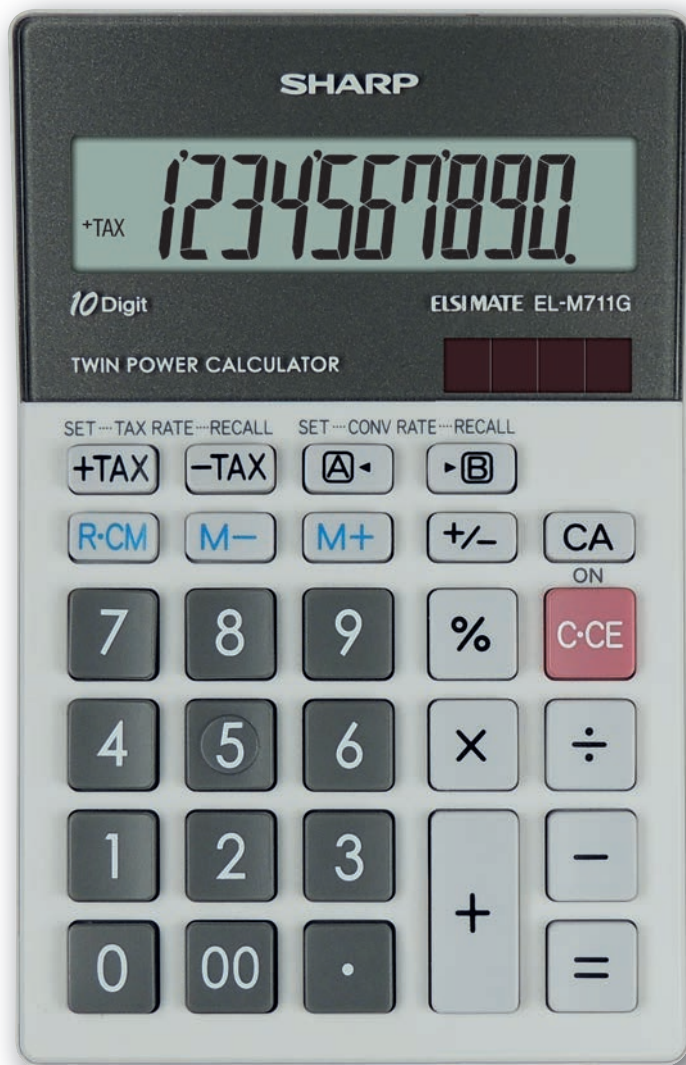 SHARP
+TAX 1'234'567'890.
10 Digit ELSI MATE EL-M711G
TWIN POWER CALCULATOR
SET ···· TAX RATE ···· RECALL SET ···· CONV RATE ···· RECALL
+TAX −TAX A◂ ▸B
R·CM M− M+ +/− CA
ON
7 8 9 % C·CE
4 5 6 × ÷
1 2 3 −
+
0 00 · =